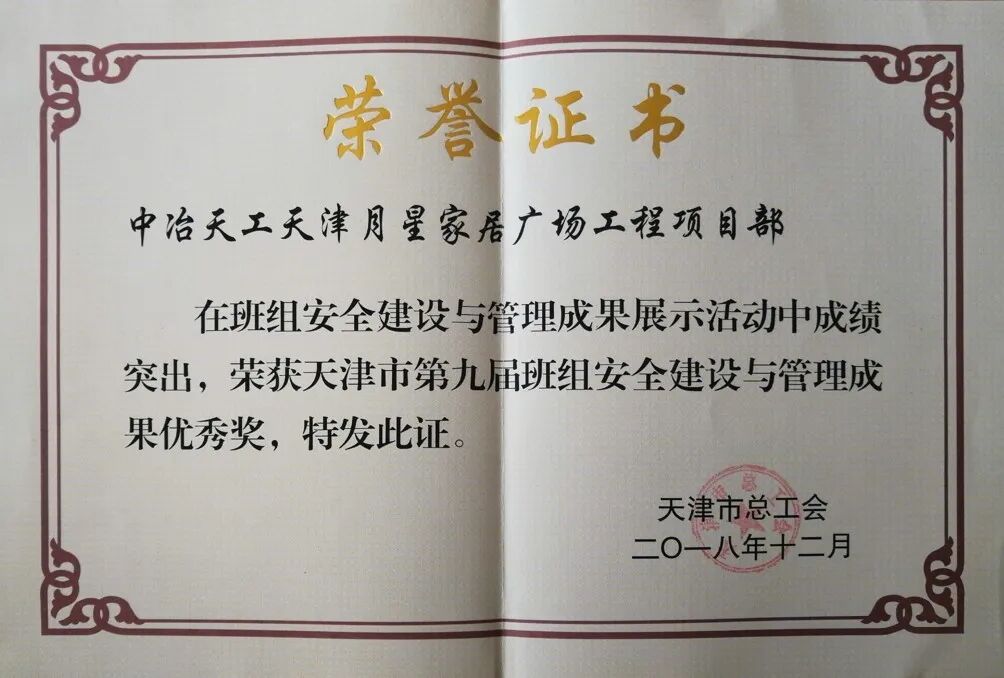 荣誉证书
中冶天工天津月星家居广场工程项目部
在班组安全建设与管理成果展示活动中成绩
突出，荣获天津市第九届班组安全建设与管理成
果优秀奖，特发此证。
天津市总工会
二〇一八年十二月